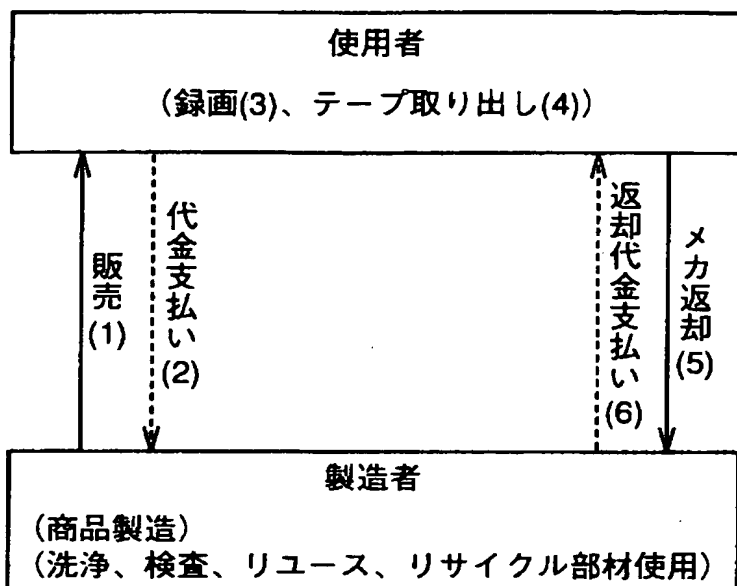 使用者
（録画(3)、テープ取り出し(4)）
販売(1)
代金支払い(2)
返却代金支払い(6)
メカ返却(5)
製造者
（商品製造）
（洗浄、検査、リユース、リサイクル部材使用）